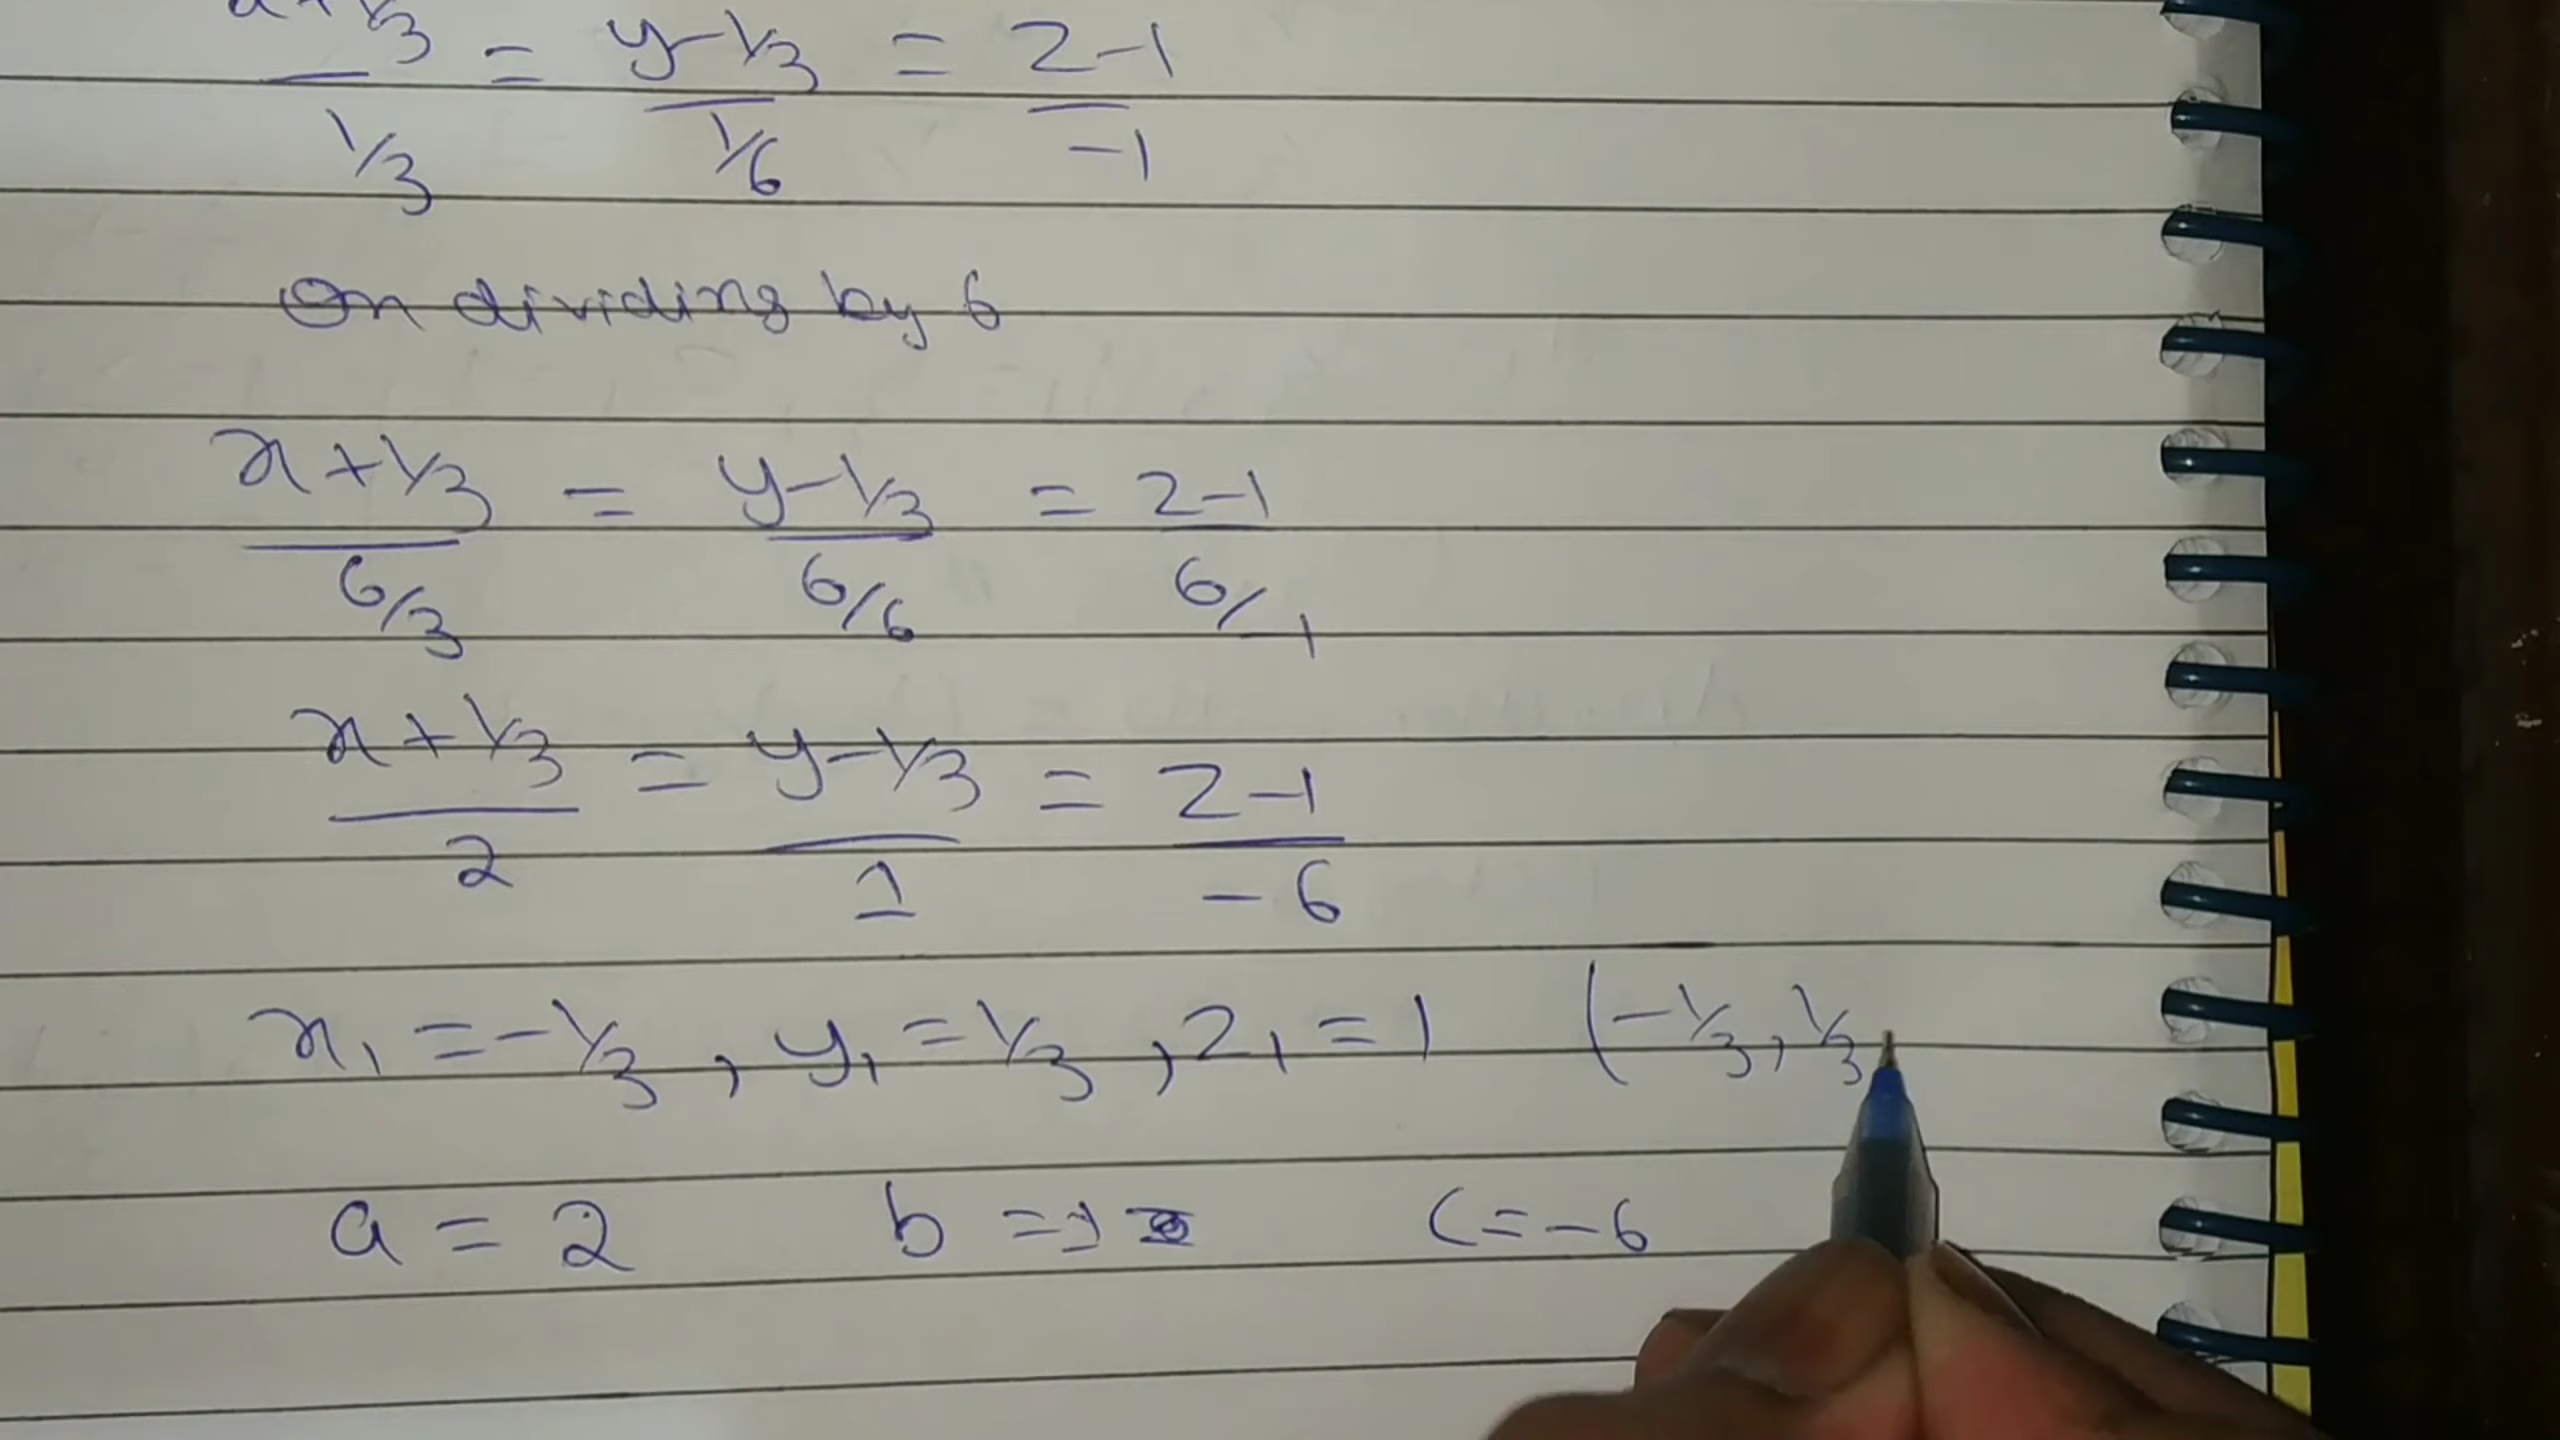 x+1/3 = y-1/3 = z-1
1/3 1/6 -1
On dividing by 6
x+1/3 = y-1/3 = z-1
6/3 6/6 6/-1
x+1/3 = y-1/3 = z-1
2 1 -6
x1 = -1/3, y1 = 1/3, z1 = 1 (-1/3, 1/3
a = 2 b = 1 c = -6